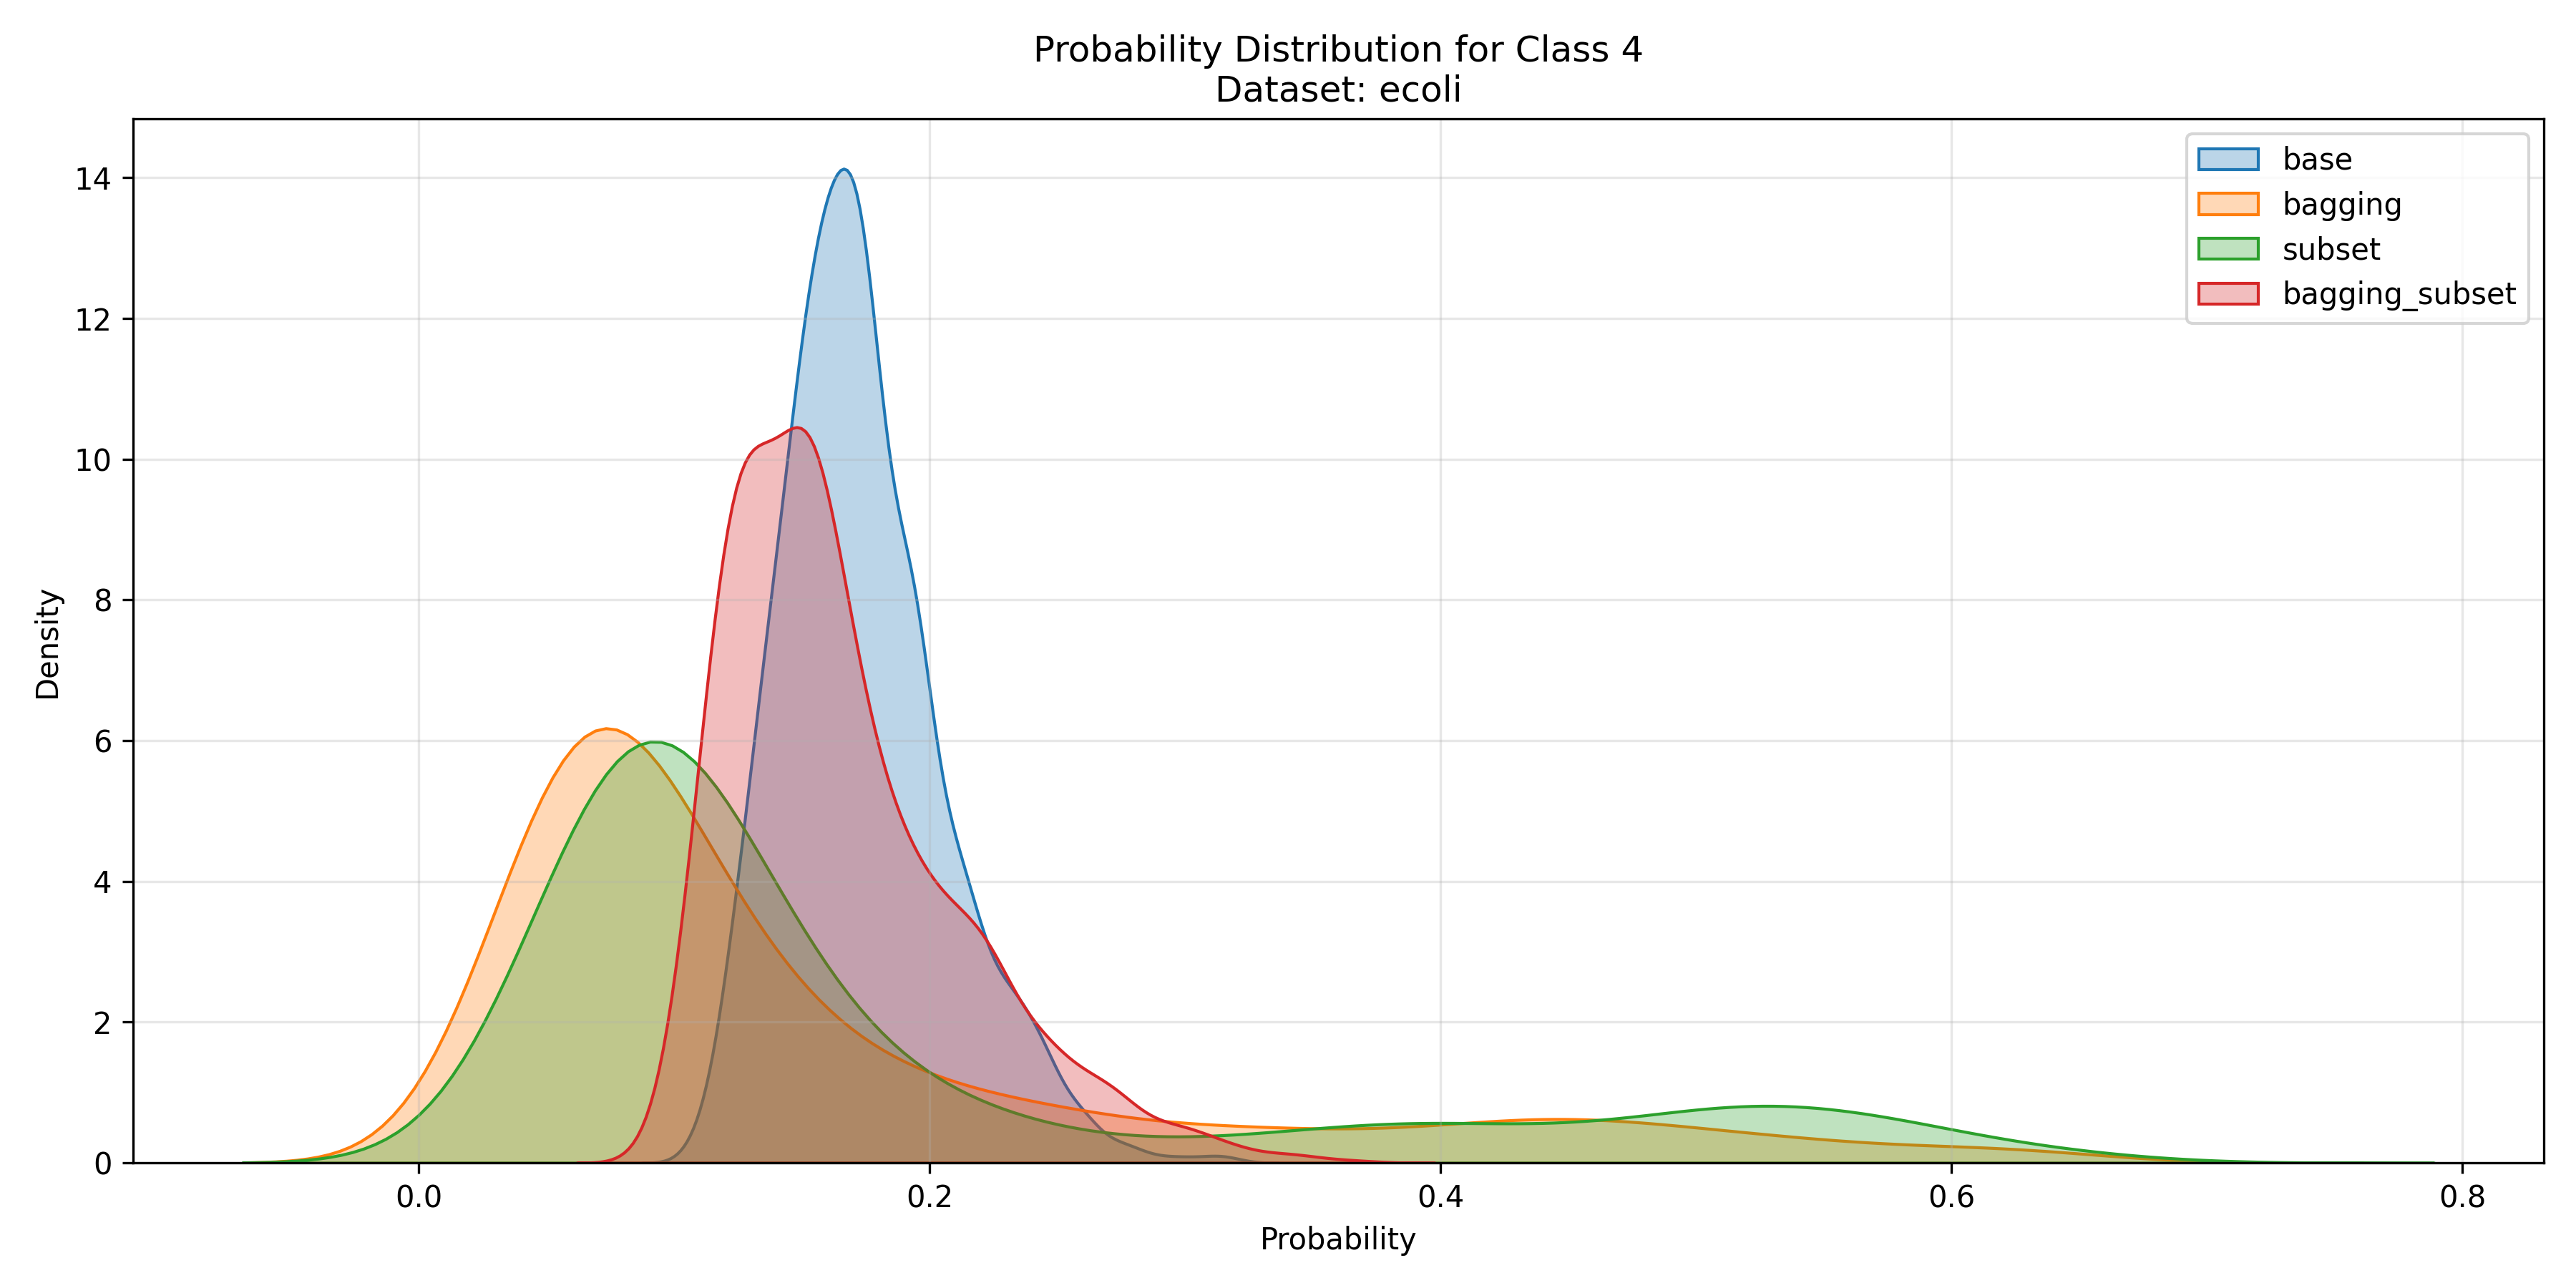 Probability Distribution for Class 4
Dataset: ecoli
base
bagging
subset
bagging_subset
14
12
10
8
6
4
2
0
Density
0.0
0.2
0.4
0.6
0.8
Probability